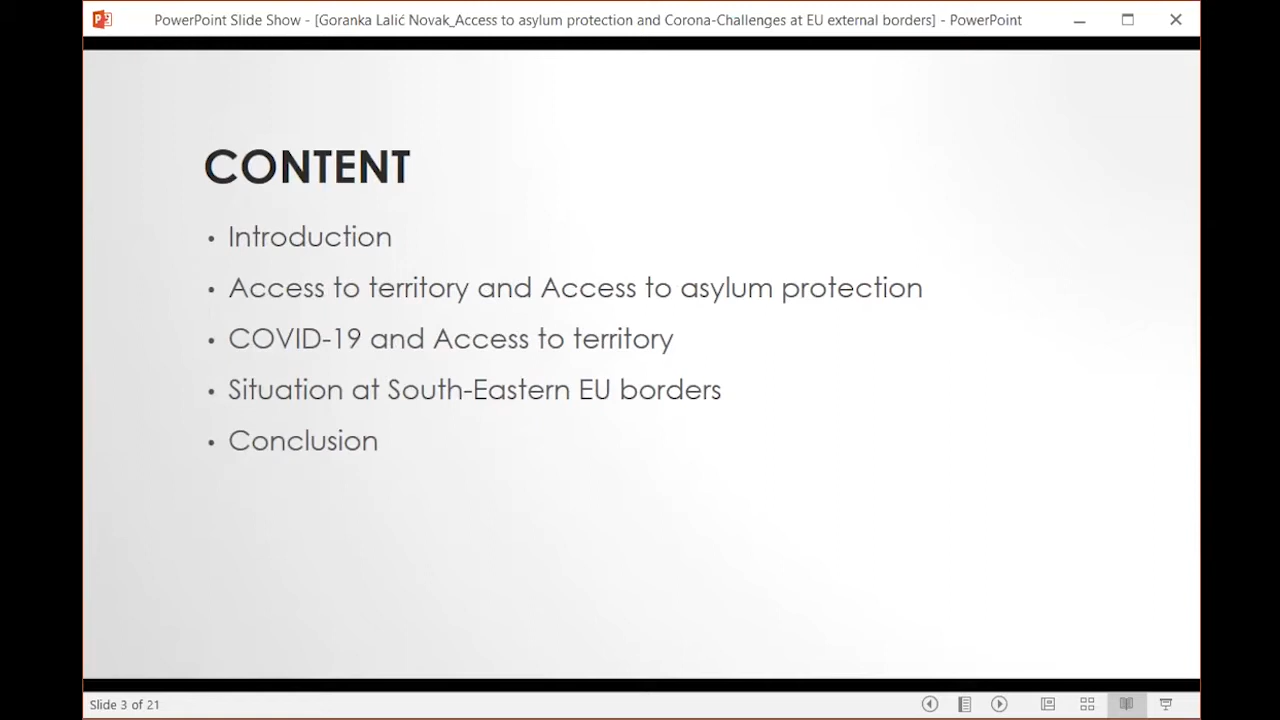 PowerPoint Slide Show - [Goranka Lalić Novak_Access to asylum protection and Corona-Challenges at EU external borders] - PowerPoint
CONTENT
• Introduction
• Access to territory and Access to asylum protection
• COVID-19 and Access to territory
• Situation at South-Eastern EU borders
• Conclusion
Slide 3 of 21